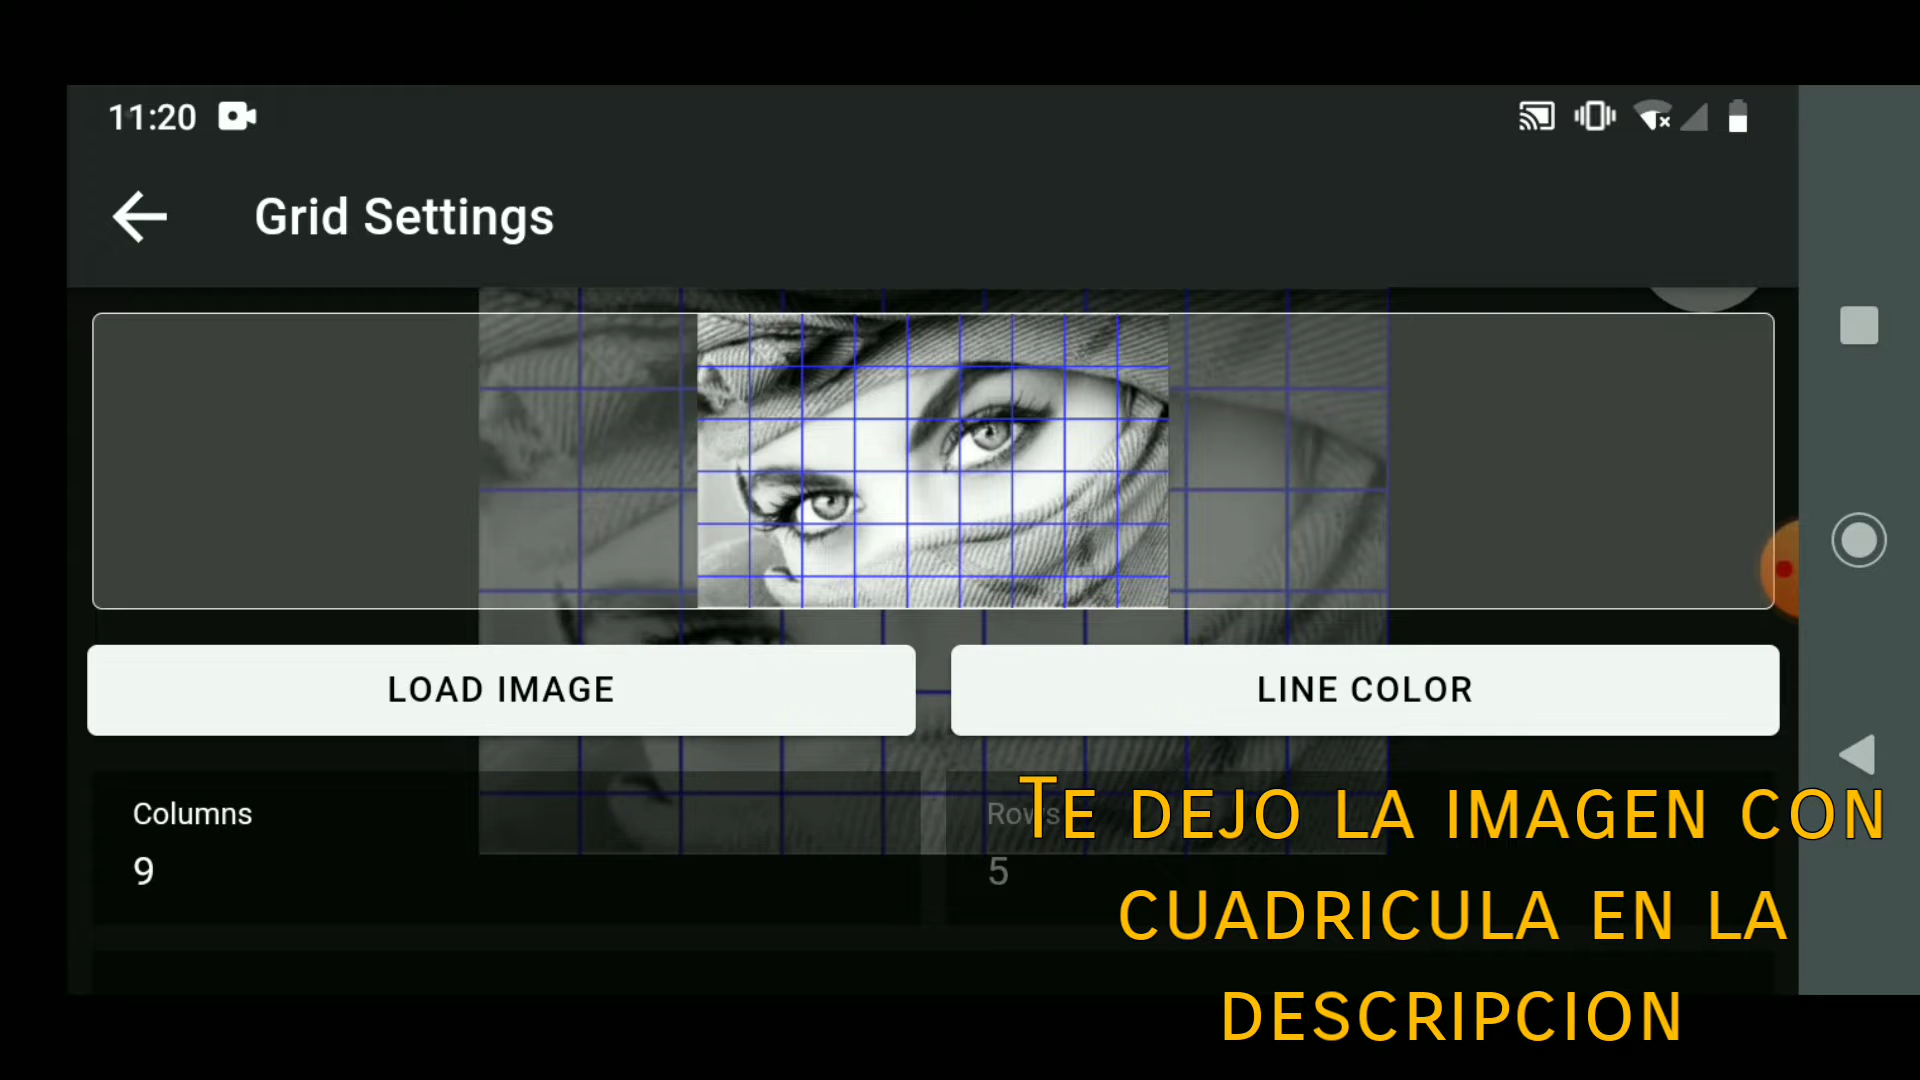 11:20
Grid Settings
LOAD IMAGE
LINE COLOR
Columns
Rows
9
5
TE DEJO LA IMAGEN CON
CUADRICULA EN LA
DESCRIPCION